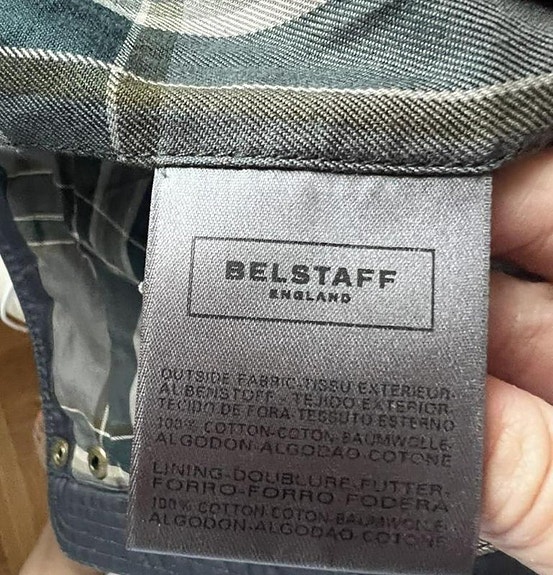 BELSTAFF
ENGLAND
OUTSIDE FABRIC-TISSU EXTERIEUR-
ALBENSTOFF-TEJIDO EXTERIOR-
TECIDO DE FORA-TESSUTO ESTERNO
100% COTTON-COTON-BAUMWOLLE-
ALGODON-ALGODAO-COTONE
LINING-DOUBLURE-FUTTER-
FORRO-FORRO-FODERA
100% COTTON-COTON-BAUMWOLLE-
ALGODON-ALGODAO-COTONE